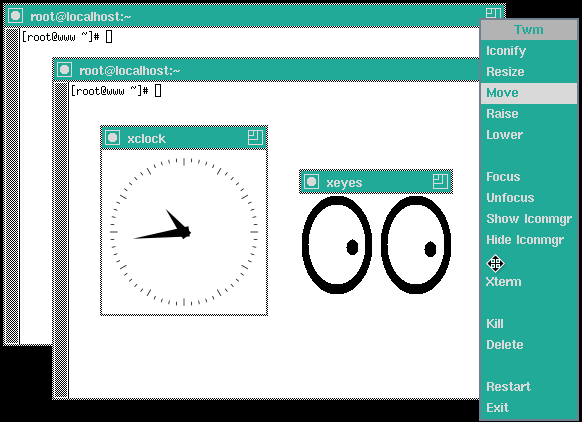 root@localhost:~
[root@www ~]#
root@localhost:~
[root@www ~]#
xclock
xeyes
Twm
Iconify
Resize
Move
Raise
Lower
Focus
Unfocus
Show Iconmgr
Hide Iconmgr
Xterm
Kill
Delete
Restart
Exit